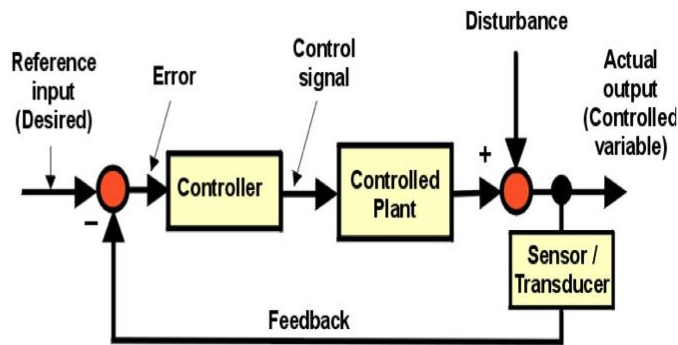 Disturbance
Reference
input
(Desired)
Error
Control
signal
Actual
output
(Controlled
variable)
Controller
Controlled
Plant
+
−
Sensor /
Transducer
Feedback